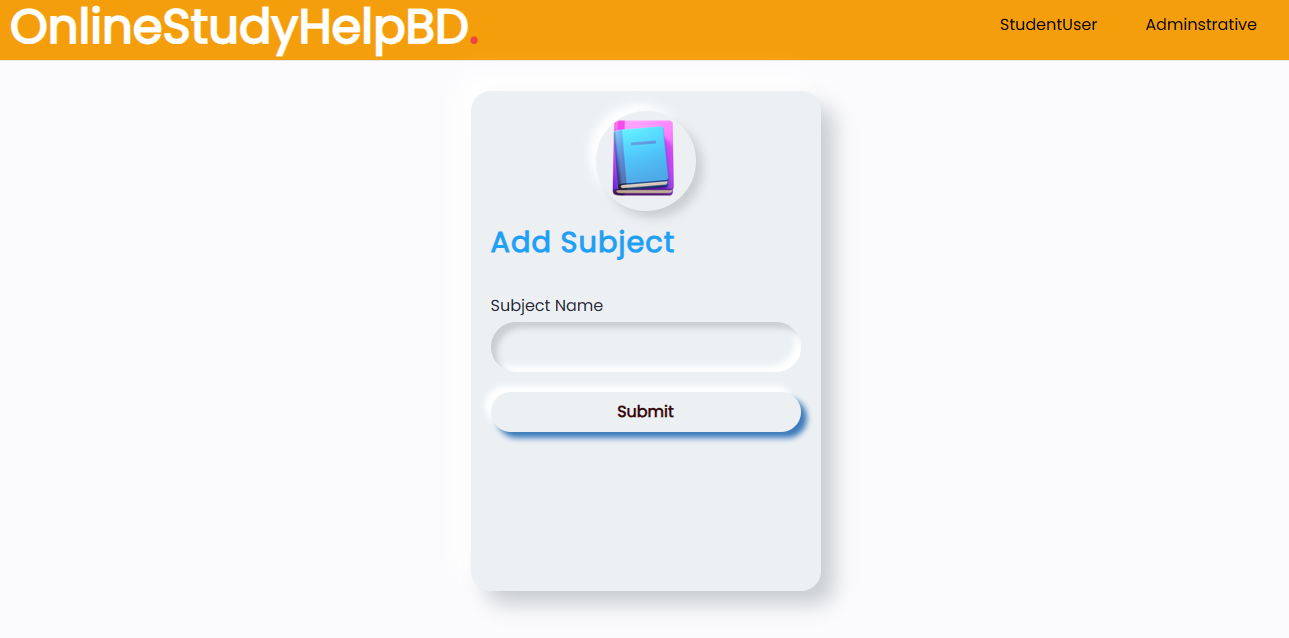 OnlineStudyHelpBD.
StudentUser Adminstrative
Add Subject
Subject Name
Submit